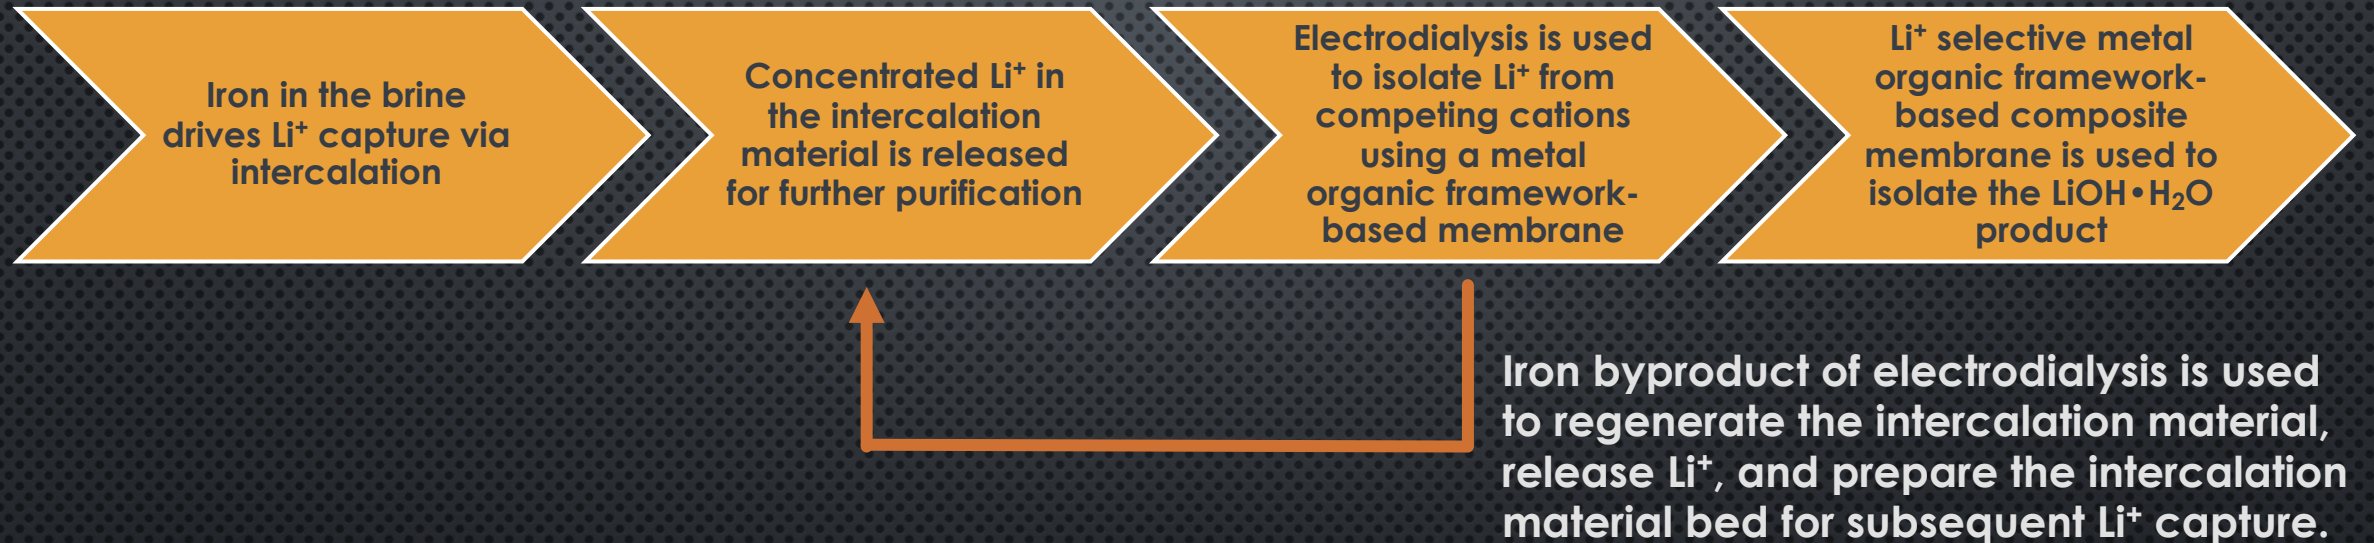 Iron in the brine
drives Li⁺ capture via
intercalation
Concentrated Li⁺ in
the intercalation
material is released
for further purification
Electrodialysis is used
to isolate Li⁺ from
competing cations
using a metal
organic framework-
based membrane
Li⁺ selective metal
organic framework-
based composite
membrane is used to
isolate the LiOH•H₂O
product
Iron byproduct of electrodialysis is used
to regenerate the intercalation material,
release Li⁺, and prepare the intercalation
material bed for subsequent Li⁺ capture.